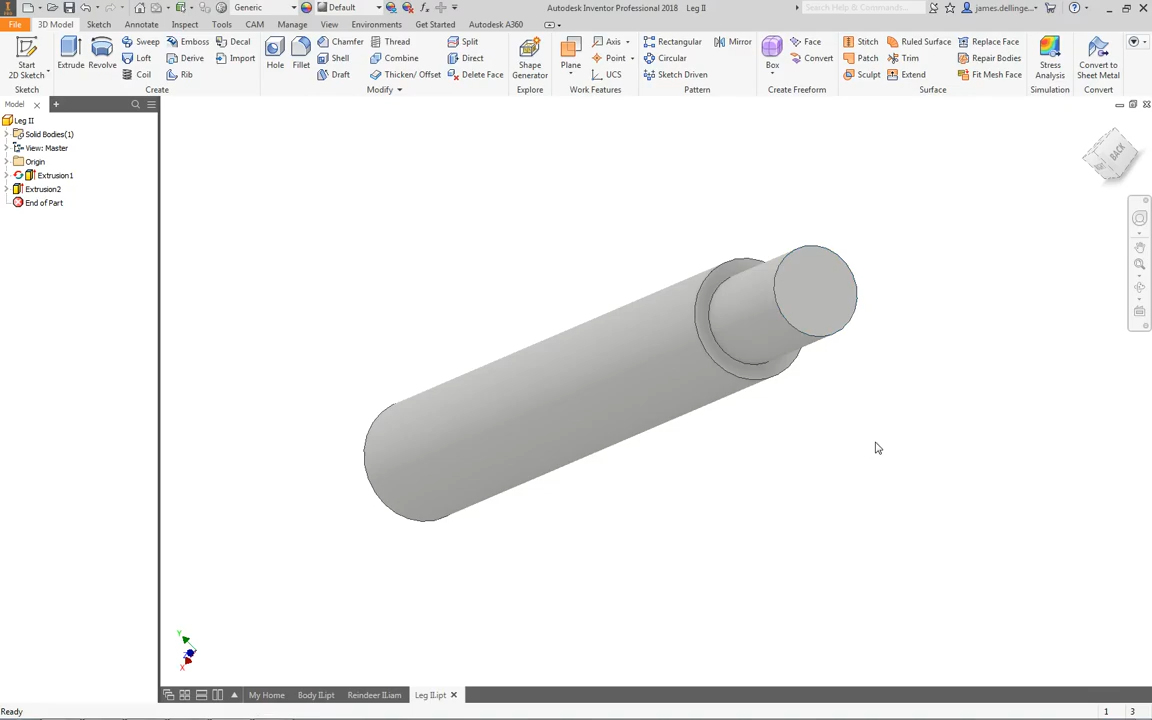 Generic Default Autodesk Inventor Professional 2018 Leg II Search Help & Commands... james.dellinge...
File 3D Model Sketch Annotate Inspect Tools CAM Manage View Environments Get Started Autodesk A360
Sweep Emboss Decal Chamfer Thread Split Axis Rectangular Mirror Face Stitch Ruled Surface Replace Face
Start 2D Sketch Extrude Revolve Loft Derive Import Hole Fillet Shell Combine Direct Shape Generator Plane Point Circular Box Convert Patch Trim Repair Bodies Stress Analysis Convert to Sheet Metal
Coil Rib Draft Thicken/ Offset Delete Face UCS Sketch Driven Sculpt Extend Fit Mesh Face
Sketch Create Modify Explore Work Features Pattern Create Freeform Surface Simulation Convert
Model
Leg II
Solid Bodies(1)
View: Master
Origin
Extrusion1
Extrusion2
End of Part
BACK
Y
Z
X
My Home Body II.ipt Reindeer II.iam Leg II.ipt
Ready 1 3